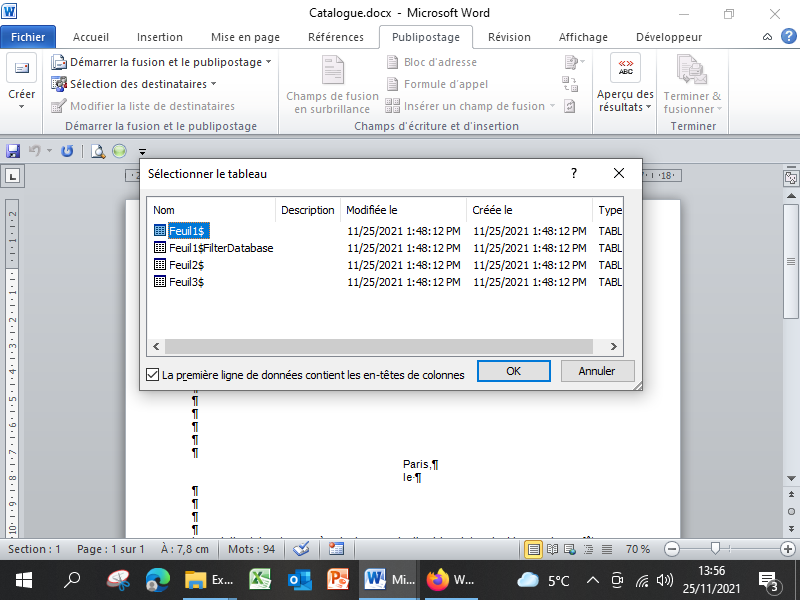 Catalogue.docx - Microsoft Word
Fichier Accueil Insertion Mise en page Références Publipostage Révision Affichage Développeur
Créer
Démarrer la fusion et le publipostage
Sélection des destinataires
Modifier la liste de destinataires
Démarrer la fusion et le publipostage
Champs de fusion
en surbrillance
Bloc d'adresse
Formule d'appel
Insérer un champ de fusion
Champs d'écriture et d'insertion
«»
ABC
Aperçu des
résultats
Terminer &
fusionner
Terminer
Sélectionner le tableau
Nom Description Modifiée le Créée le Type
Feuil1$ 11/25/2021 1:48:12 PM 11/25/2021 1:48:12 PM TABL
Feuil1$FilterDatabase 11/25/2021 1:48:12 PM 11/25/2021 1:48:12 PM TABL
Feuil2$ 11/25/2021 1:48:12 PM 11/25/2021 1:48:12 PM TABL
Feuil3$ 11/25/2021 1:48:12 PM 11/25/2021 1:48:12 PM TABL
La première ligne de données contient les en-têtes de colonnes
OK Annuler
Paris,¶
le·¶
Section : 1 Page : 1 sur 1 À : 7,8 cm Mots : 94 70 %
Ex... Mi... W... 5°C 13:56
25/11/2021 3